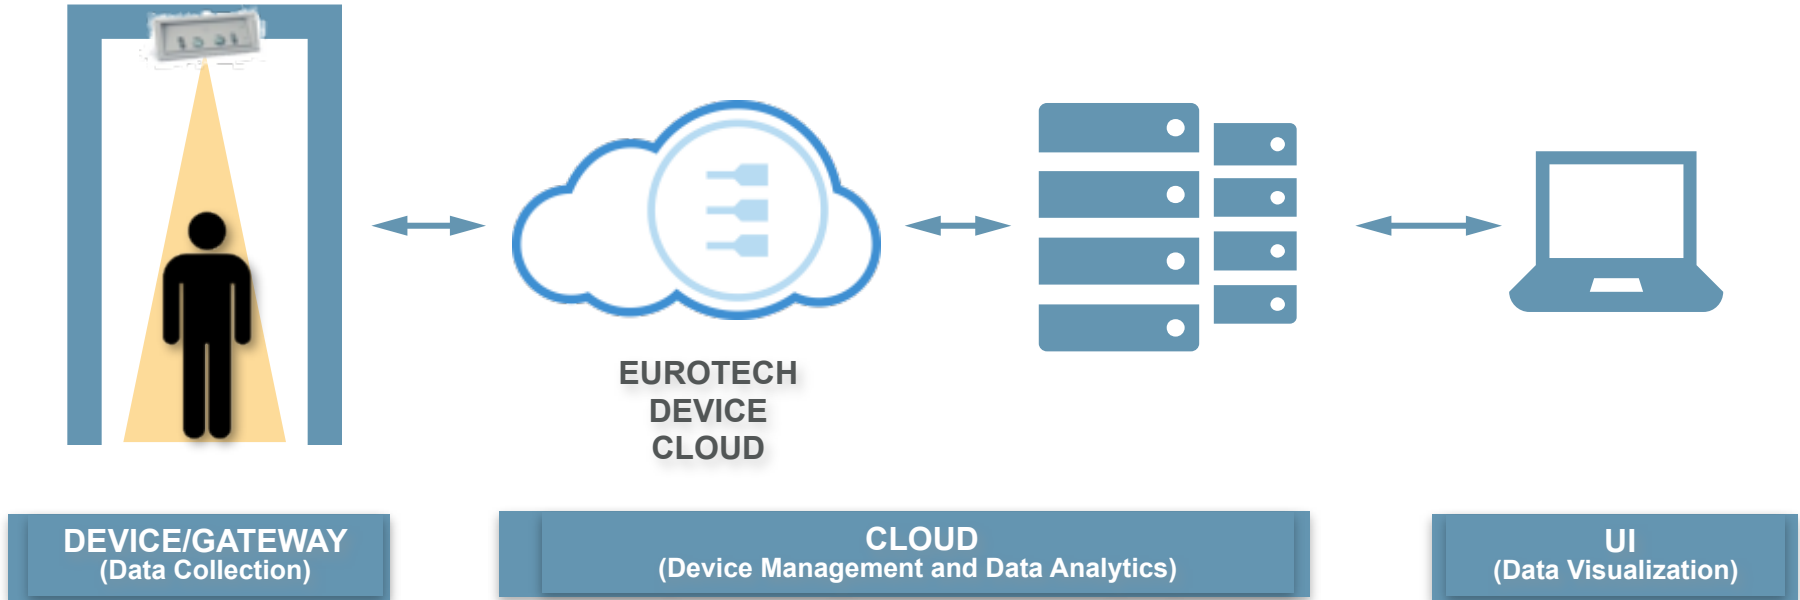 EUROTECH
DEVICE
CLOUD
DEVICE/GATEWAY
(Data Collection)
CLOUD
(Device Management and Data Analytics)
UI
(Data Visualization)